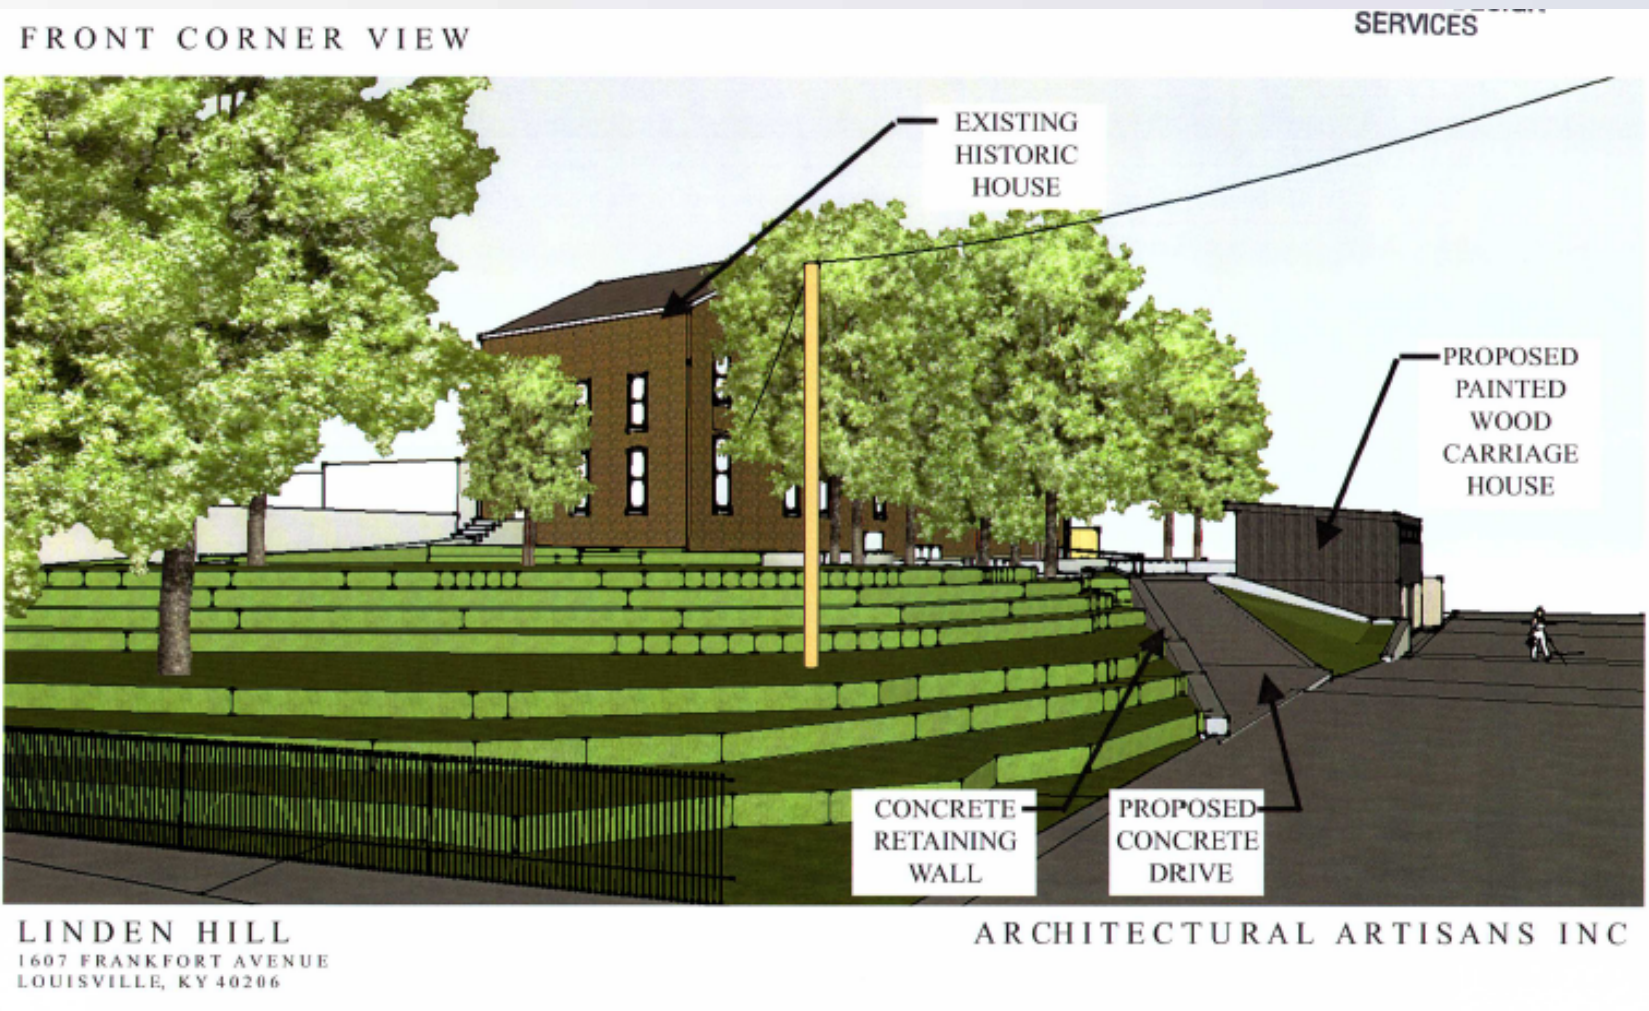 SERVICES
FRONT CORNER VIEW
EXISTING
HISTORIC
HOUSE
PROPOSED
PAINTED
WOOD
CARRIAGE
HOUSE
CONCRETE
RETAINING
WALL
PROPOSED
CONCRETE
DRIVE
LINDEN HILL
1607 FRANKFORT AVENUE
LOUISVILLE, KY 40206
ARCHITECTURAL ARTISANS INC